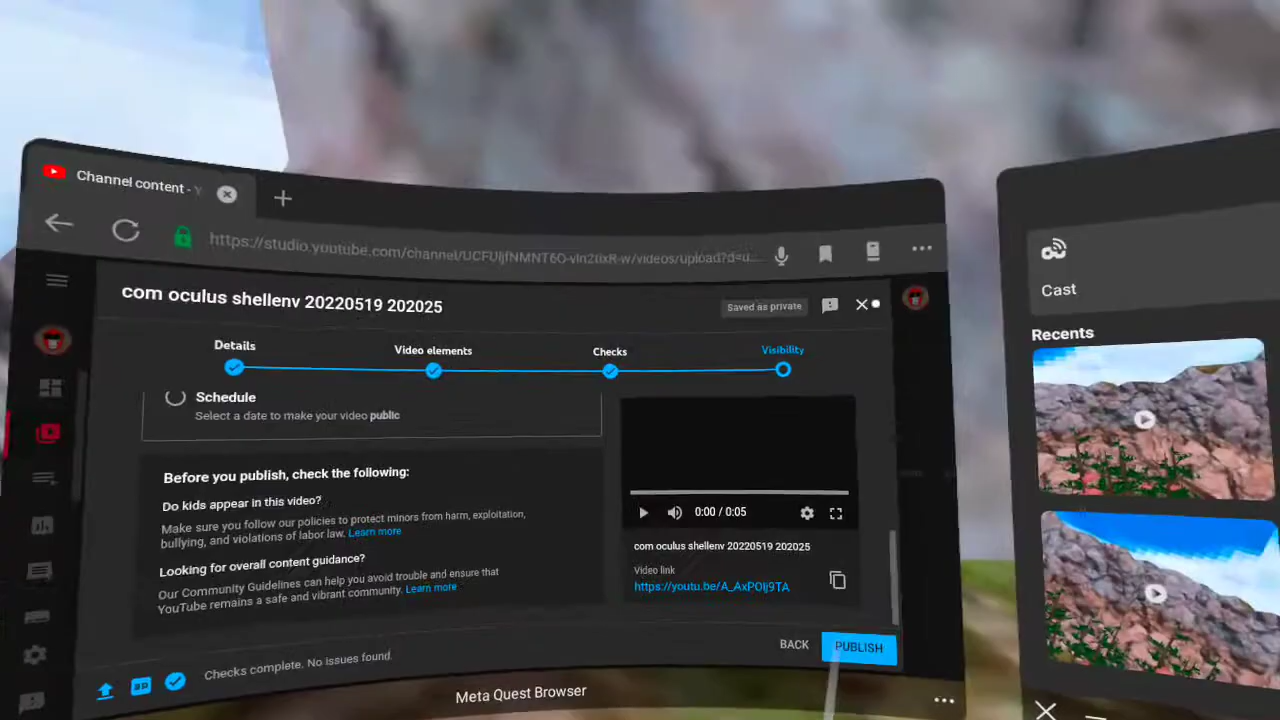 Channel content - Y
https://studio.youtube.com/channel/
com oculus shellenv 20220519 202025
Saved as private
Details
Video elements
Checks
Visibility
Schedule
Select a date to make your video public
Before you publish, check the following:
Do kids appear in this video?
Make sure you follow our policies to protect minors from harm, exploitation,
bullying, and violations of labor law. Learn more
Looking for overall content guidance?
Our Community Guidelines can help you avoid trouble and ensure that
YouTube remains a safe and vibrant community. Learn more
0:00 / 0:05
com oculus shellenv 20220519 202025
Video link
https://youtu.be/A_AxPOIj9TA
BACK
PUBLISH
Checks complete. No issues found.
Meta Quest Browser
Cast
Recents